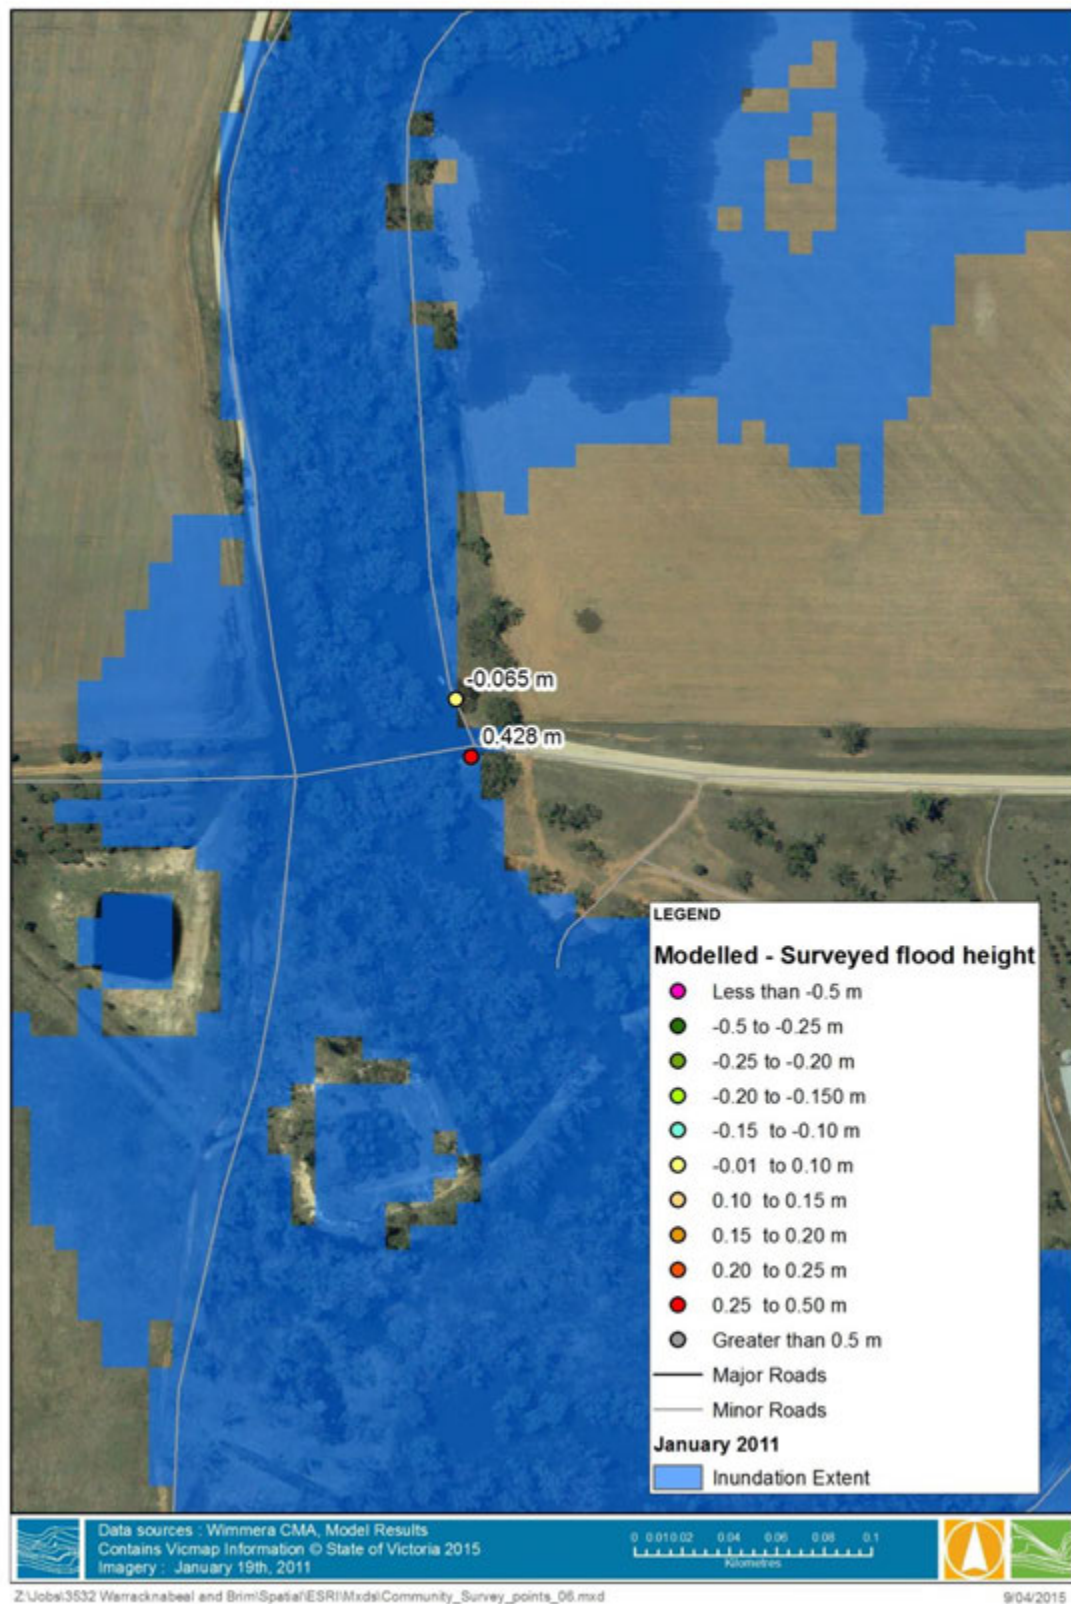 -0.065 m
0.428 m
LEGEND
Modelled - Surveyed flood height
Less than -0.5 m
-0.5 to -0.25 m
-0.25 to -0.20 m
-0.20 to -0.150 m
-0.15 to -0.10 m
-0.01 to 0.10 m
0.10 to 0.15 m
0.15 to 0.20 m
0.20 to 0.25 m
0.25 to 0.50 m
Greater than 0.5 m
Major Roads
Minor Roads
January 2011
Inundation Extent
Data sources : Wimmera CMA, Model Results
Contains Vicmap Information © State of Victoria 2015
Imagery : January 19th, 2011
0 0.010.02 0.04 0.06 0.08 0.1
Kilometres
Z:\Jobs\3532 Warracknabeal and Brim\Spatial\ESRI\Mxds\Community_Survey_points_06.mxd
9/04/2015